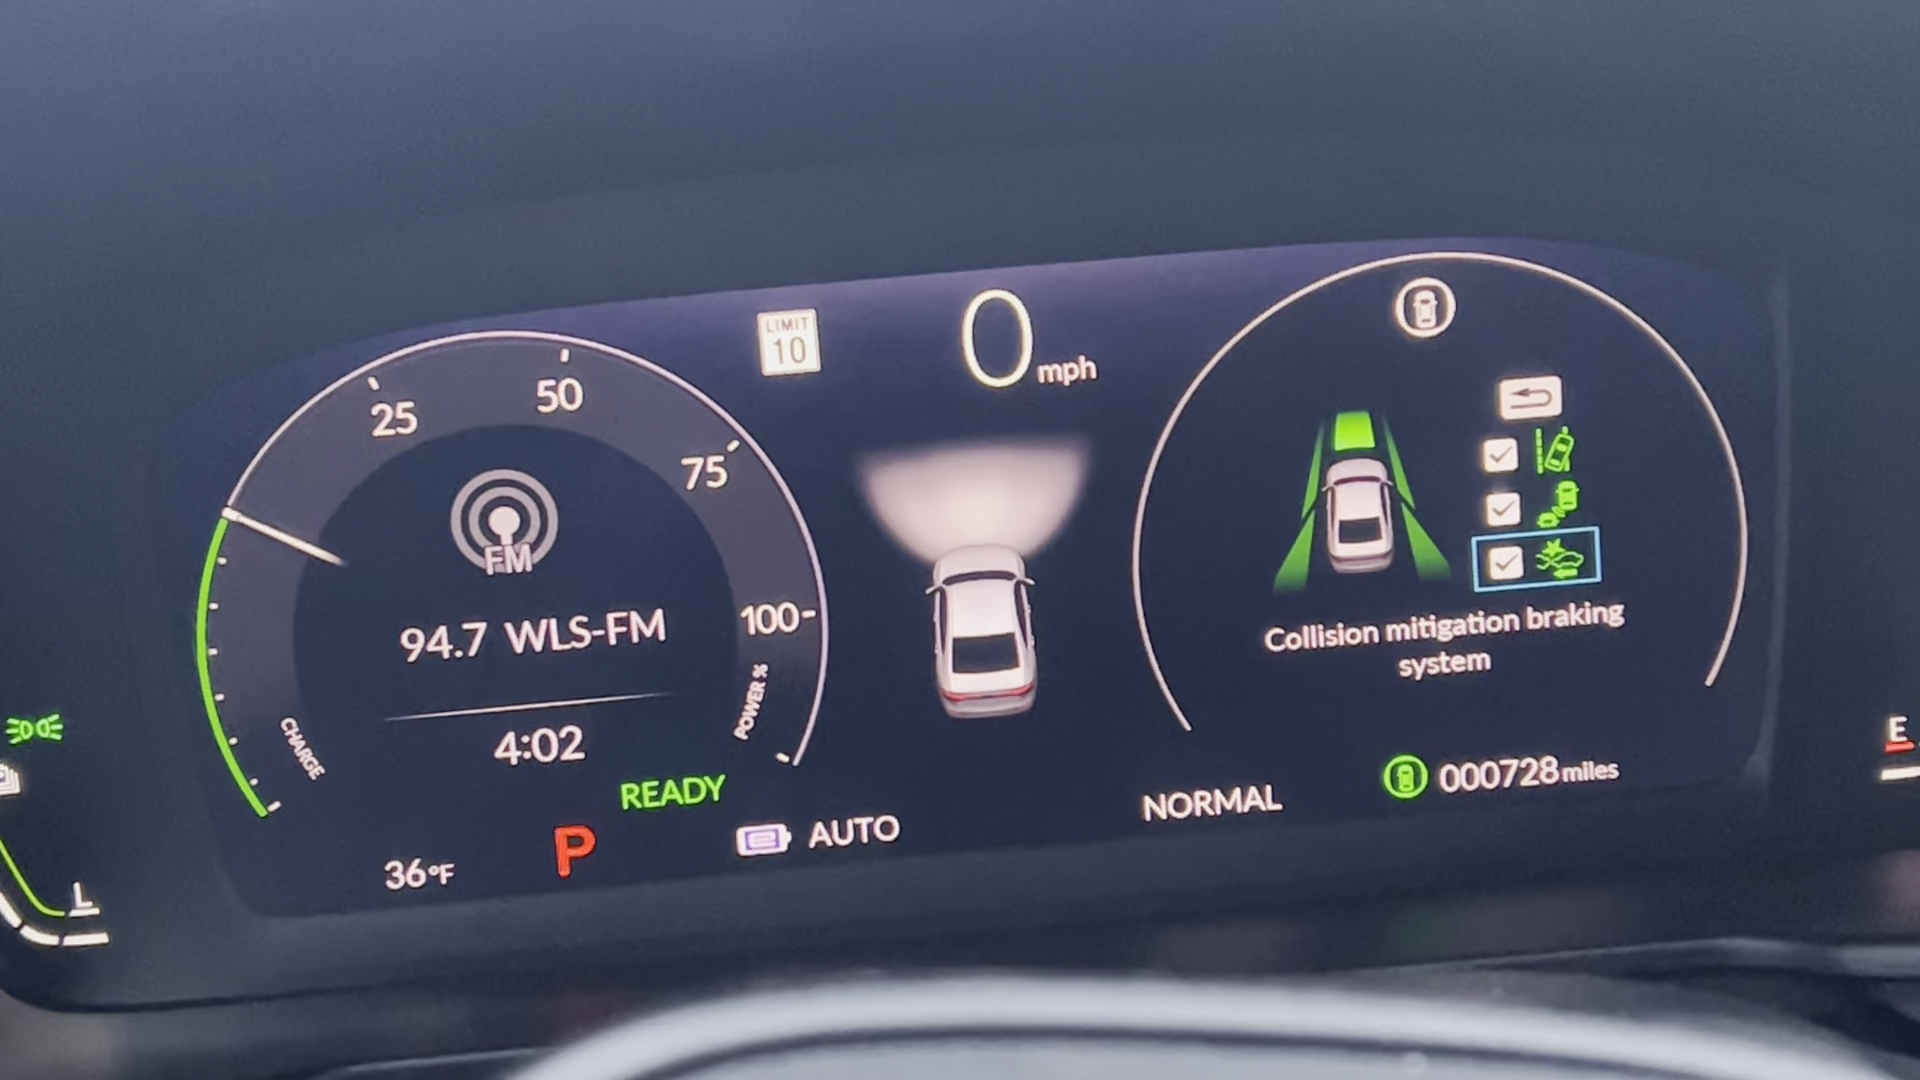 LIMIT
10
0 mph
25
50
75
100
POWER %
CHARGE
FM
94.7 WLS-FM
4:02
READY
P
36°F
AUTO
Collision mitigation braking
system
NORMAL
000728 miles
L
E